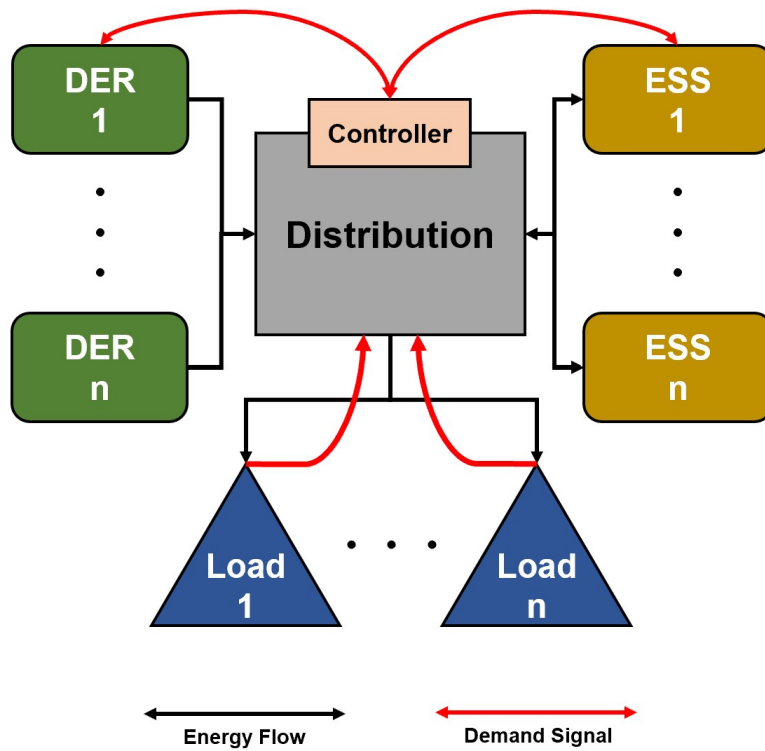 DER
1
Controller
ESS
1
Distribution
DER
n
ESS
n
Load
1
Load
n
Energy Flow
Demand Signal